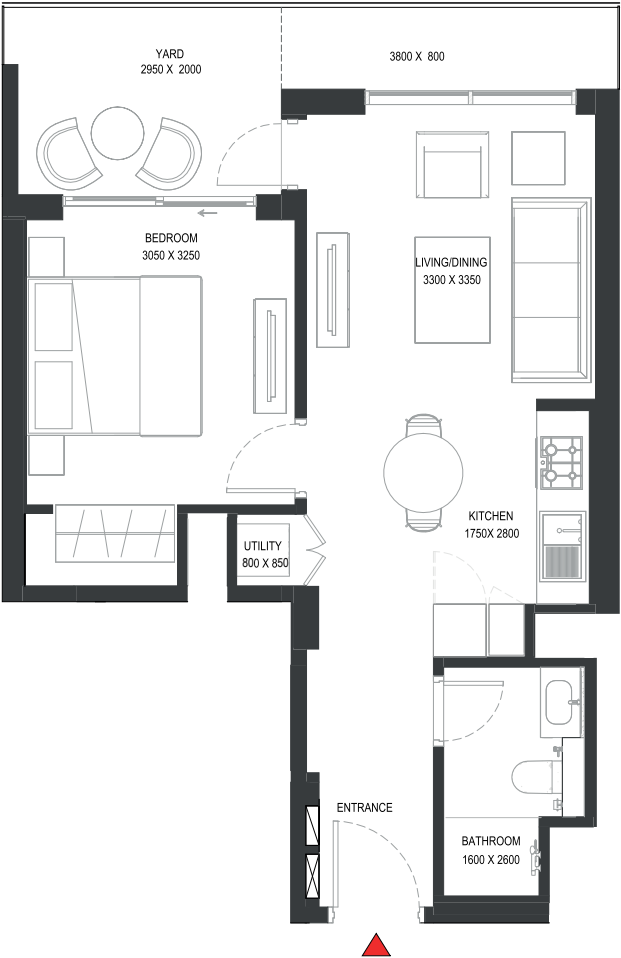 YARD
2950 X 2000
3800 X 800
BEDROOM
3050 X 3250
LIVING/DINING
3300 X 3350
KITCHEN
1750X 2800
UTILITY
800 X 850
ENTRANCE
BATHROOM
1600 X 2600